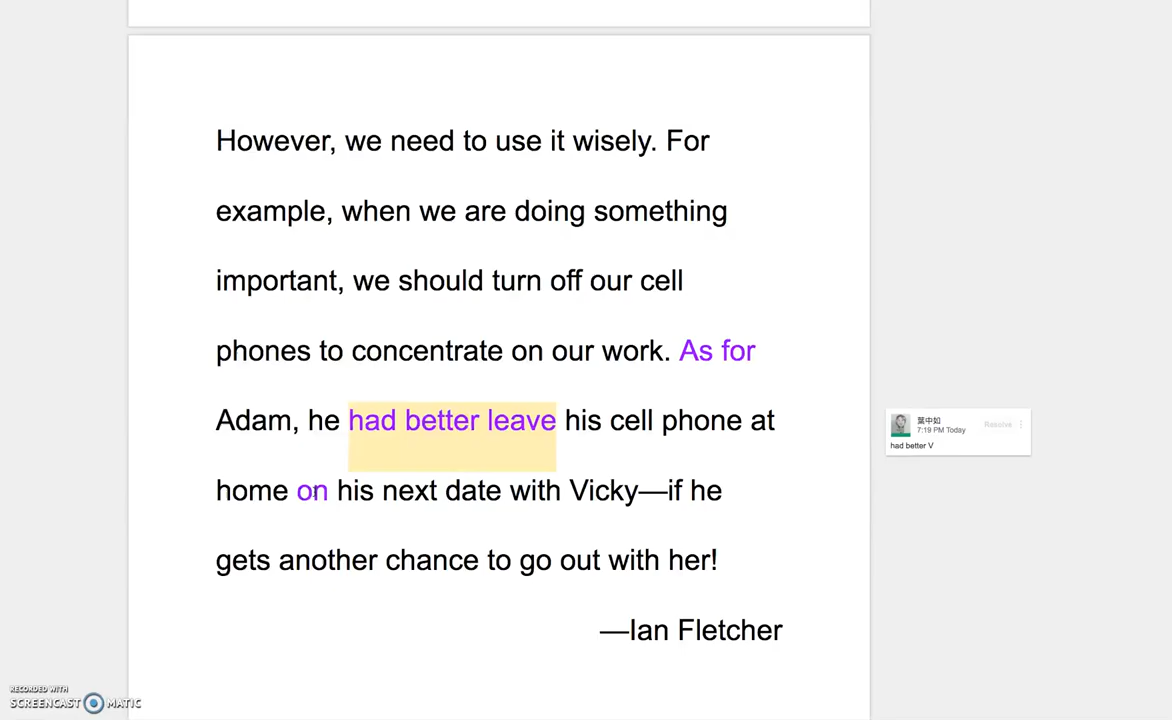 However, we need to use it wisely. For
example, when we are doing something
important, we should turn off our cell
phones to concentrate on our work. As for
Adam, he had better leave his cell phone at
home on his next date with Vicky—if he
gets another chance to go out with her!
—Ian Fletcher
葉中如
7:19 PM Today
Resolve
had better V
RECORDED WITH
SCREENCAST MATIC